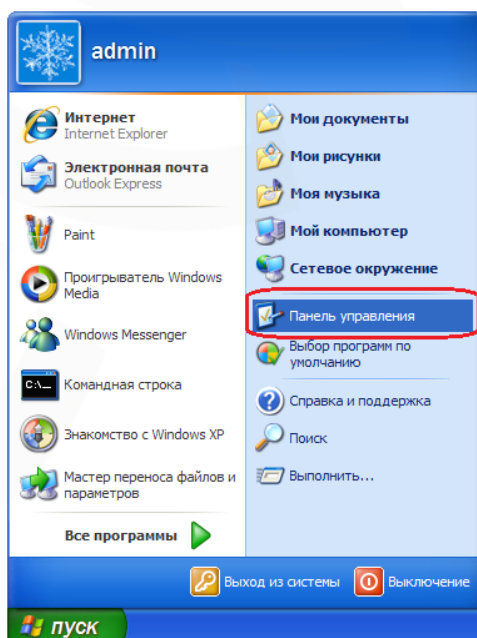 admin
Интернет
Internet Explorer
Электронная почта
Outlook Express
Paint
Проигрыватель Windows
Media
Windows Messenger
C:\_
Командная строка
Знакомство с Windows XP
Мастер переноса файлов и
параметров
Все программы
Мои документы
Мои рисунки
Моя музыка
Мой компьютер
Сетевое окружение
Панель управления
Выбор программ по
умолчанию
Справка и поддержка
Поиск
Выполнить...
Выход из системы
Выключение
пуск